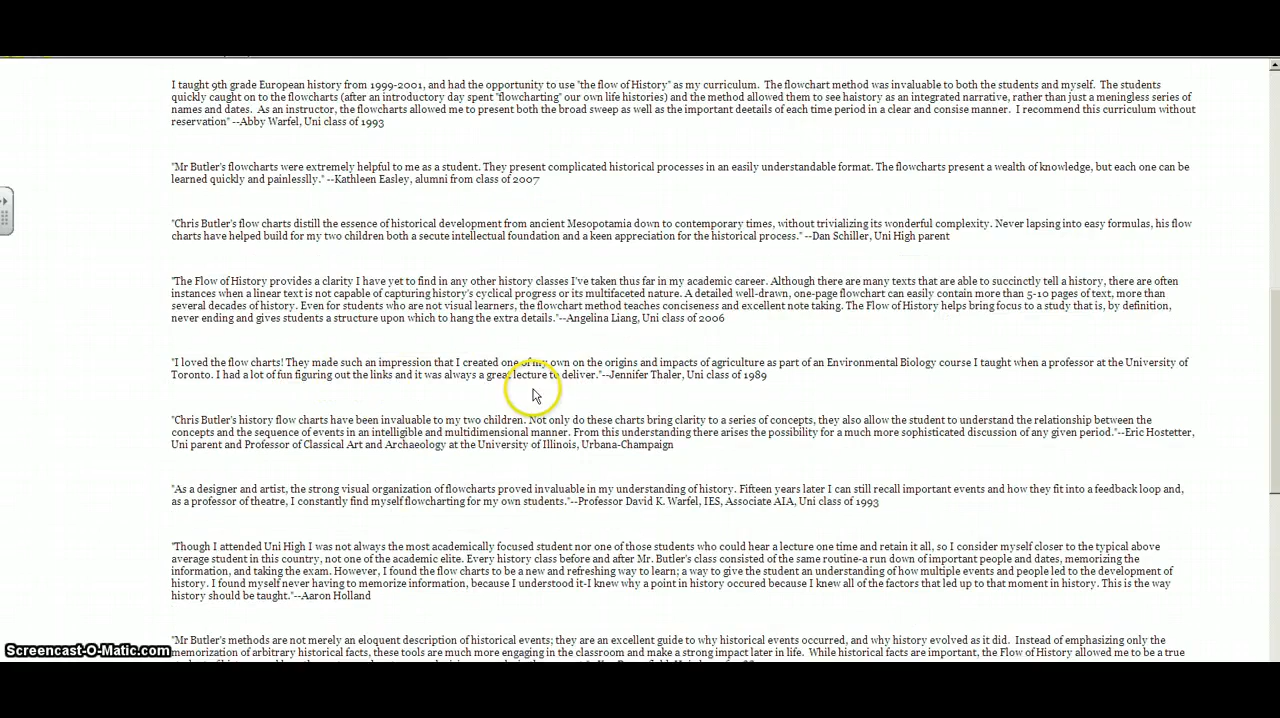 I taught 9th grade European history from 1999-2001, and had the opportunity to use "the flow of History" as my curriculum.  The flowchart method was invaluable to both the students and myself.  The students
quickly caught on to the flowcharts (after an introductory day spent "flowcharting" our own life histories) and the method allowed them to see haistory as an integrated narrative, rather than just a meningless series of
names and dates.  As an instructor, the flowcharts allowed me to present both the broad sweep as well as the important deetails of each time period in a clear and consise manner.  I recommend this curriculum without
reservation" --Abby Warfel, Uni class of 1993
"Mr Butler's flowcharts were extremely helpful to me as a student. They present complicated historical processes in an easily understandable format. The flowcharts present a wealth of knowledge, but each one can be
learned quickly and painlesslly." --Kathleen Easley, alumni from class of 2007
"Chris Butler's flow charts distill the essence of historical development from ancient Mesopotamia down to contemporary times, without trivializing its wonderful complexity. Never lapsing into easy formulas, his flow
charts have helped build for my two children both a secute intellectual foundation and a keen appreciation for the historical process." --Dan Schiller, Uni High parent
"The Flow of History provides a clarity I have yet to find in any other history classes I've taken thus far in my academic career. Although there are many texts that are able to succinctly tell a history, there are often
instances when a linear text is not capable of capturing history's cyclical progress or its multifaceted nature. A detailed well-drawn, one-page flowchart can easily contain more than 5-10 pages of text, more than
several decades of history. Even for students who are not visual learners, the flowchart method teaches conciseness and excellent note taking. The Flow of History helps bring focus to a study that is, by definition,
never ending and gives students a structure upon which to hang the extra details."--Angelina Liang, Uni class of 2006
"I loved the flow charts! They made such an impression that I created one of my own on the origins and impacts of agriculture as part of an Environmental Biology course I taught when a professor at the University of
Toronto. I had a lot of fun figuring out the links and it was always a great lecture to deliver."--Jennifer Thaler, Uni class of 1989
"Chris Butler's history flow charts have been invaluable to my two children. Not only do these charts bring clarity to a series of concepts, they also allow the student to understand the relationship between the
concepts and the sequence of events in an intelligible and multidimensional manner. From this understanding there arises the possibility for a much more sophisticated discussion of any given period."--Eric Hostetter,
Uni parent and Professor of Classical Art and Archaeology at the University of Illinois, Urbana-Champaign
"As a designer and artist, the strong visual organization of flowcharts proved invaluable in my understanding of history. Fifteen years later I can still recall important events and how they fit into a feedback loop and,
as a professor of theatre, I constantly find myself flowcharting for my own students."--Professor David K. Warfel, IES, Associate AIA, Uni class of 1993
"Though I attended Uni High I was not always the most academically focused student nor one of those students who could hear a lecture one time and retain it all, so I consider myself closer to the typical above
average student in this country, not one of the academic elite. Every history class before and after Mr. Butler's class consisted of the same routine-a run down of important people and dates, memorizing the
information, and taking the exam. However, I found the flow charts to be a new and refreshing way to learn; a way to give the student an understanding of how multiple events and people led to the development of
history. I found myself never having to memorize information, because I understood it-I knew why a point in history occured because I knew all of the factors that led up to that moment in history. This is the way
history should be taught."--Aaron Holland
"Mr Butler's methods are not merely an eloquent description of historical events; they are an excellent guide to why historical events occurred, and why history evolved as it did.  Instead of emphasizing only the
memorization of arbitrary historical facts, these tools are much more engaging in the classroom and make a strong impact later in life.  While historical facts are important, the Flow of History allowed me to be a true
Screencast-O-Matic.com